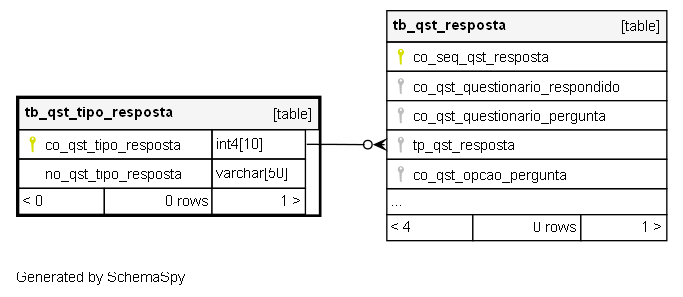 tb_qst_resposta [table]
co_seq_qst_resposta
co_qst_questionario_respondido
co_qst_questionario_pergunta
tp_qst_resposta
co_qst_opcao_pergunta
...
< 4 0 rows 1 >
tb_qst_tipo_resposta [table]
co_qst_tipo_resposta int4[10]
no_qst_tipo_resposta varchar[50]
< 0 0 rows 1 >
Generated by SchemaSpy